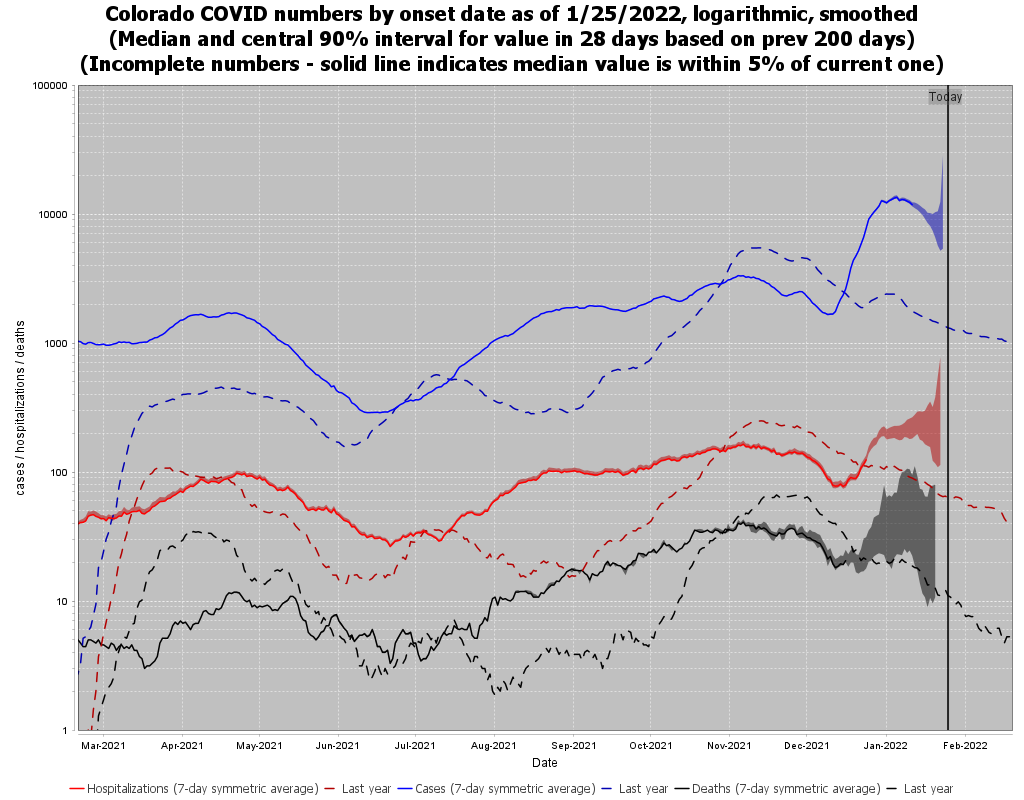 Colorado COVID numbers by onset date as of 1/25/2022, logarithmic, smoothed
(Median and central 90% interval for value in 28 days based on prev 200 days)
(Incomplete numbers - solid line indicates median value is within 5% of current one)
Today
100000
10000
1000
100
10
1
cases / hospitalizations / deaths
Mar-2021 Apr-2021 May-2021 Jun-2021 Jul-2021 Aug-2021 Sep-2021 Oct-2021 Nov-2021 Dec-2021 Jan-2022 Feb-2022
Date
Hospitalizations (7-day symmetric average) Last year Cases (7-day symmetric average) Last year Deaths (7-day symmetric average) Last year